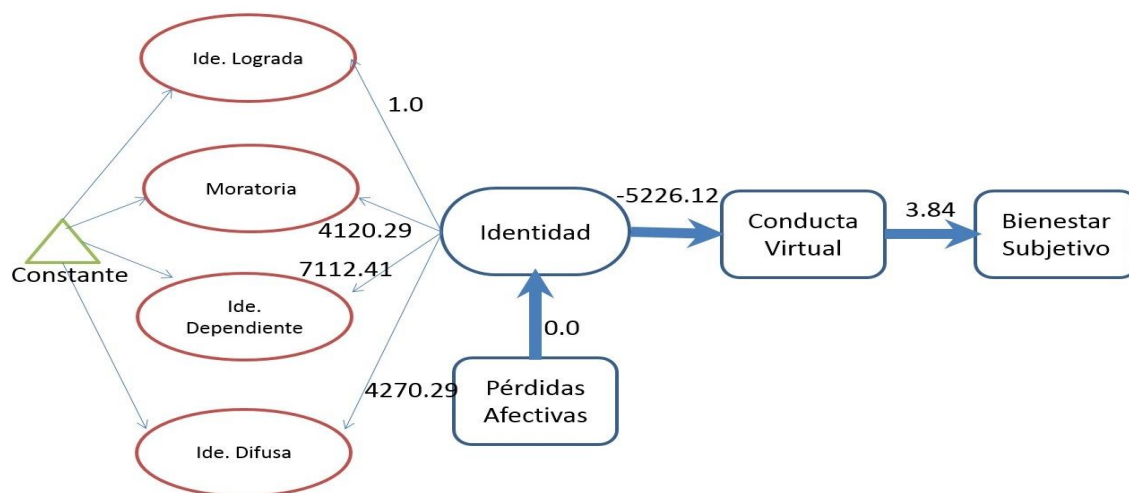 Ide. Lograda
1.0
Moratoria
4120.29
7112.41
Constante
Ide.
Dependiente
4270.29
Ide. Difusa
Identidad
0.0
Pérdidas
Afectivas
-5226.12
Conducta
Virtual
3.84
Bienestar
Subjetivo